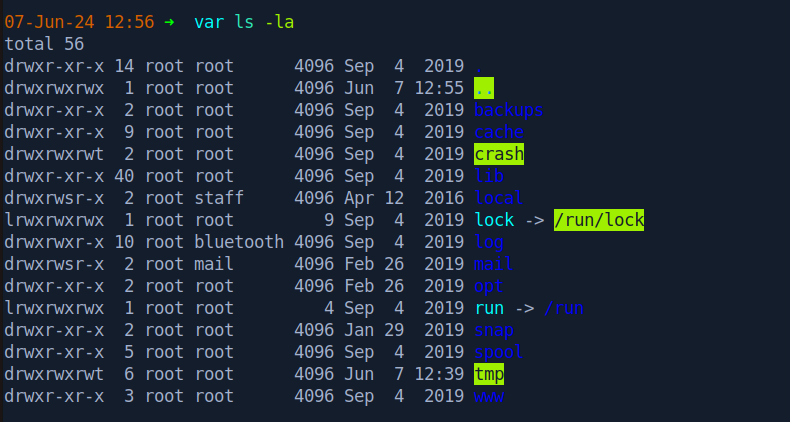 07-Jun-24 12:56 → var ls -la
total 56
drwxr-xr-x 14 root root      4096 Sep  4  2019 .
drwxrwxrwx  1 root root      4096 Jun  7 12:55 ..
drwxr-xr-x  2 root root      4096 Sep  4  2019 backups
drwxr-xr-x  9 root root      4096 Sep  4  2019 cache
drwxrwxrwt  2 root root      4096 Sep  4  2019 crash
drwxr-xr-x 40 root root      4096 Sep  4  2019 lib
drwxrwsr-x  2 root staff     4096 Apr 12  2016 local
lrwxrwxrwx  1 root root         9 Sep  4  2019 lock -> /run/lock
drwxrwxr-x 10 root bluetooth 4096 Sep  4  2019 log
drwxrwsr-x  2 root mail      4096 Feb 26  2019 mail
drwxr-xr-x  2 root root      4096 Feb 26  2019 opt
lrwxrwxrwx  1 root root         4 Sep  4  2019 run -> /run
drwxr-xr-x  2 root root      4096 Jan 29  2019 snap
drwxr-xr-x  5 root root      4096 Sep  4  2019 spool
drwxrwxrwt  6 root root      4096 Jun  7 12:39 tmp
drwxr-xr-x  3 root root      4096 Sep  4  2019 www